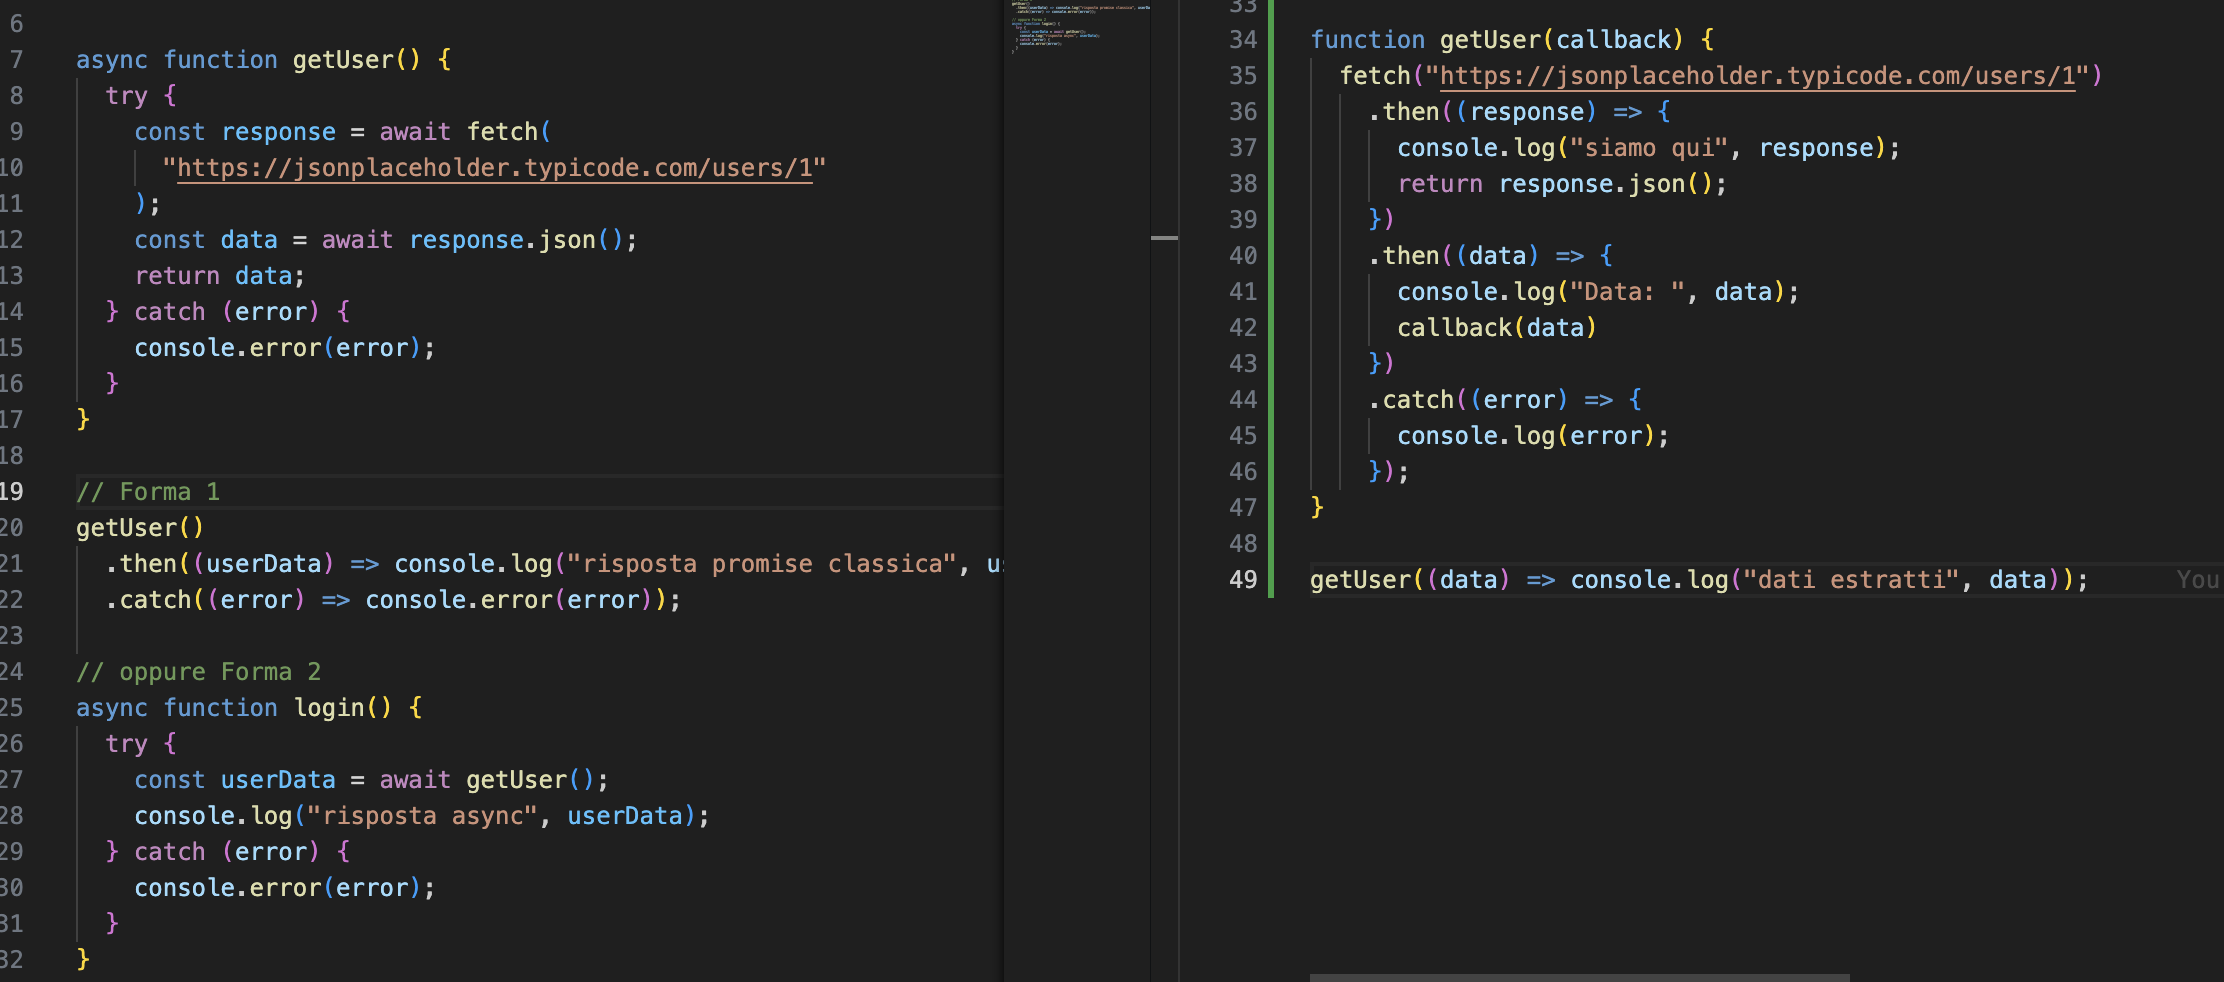 6
7 async function getUser() {
8 try {
9 const response = await fetch(
10 "https://jsonplaceholder.typicode.com/users/1"
11 );
12 const data = await response.json();
13 return data;
14 } catch (error) {
15 console.error(error);
16 }
17 }
18
19 // Forma 1
20 getUser()
21 .then((userData) => console.log("risposta promise classica", us
22 .catch((error) => console.error(error));
23
24 // oppure Forma 2
25 async function login() {
26 try {
27 const userData = await getUser();
28 console.log("risposta async", userData);
29 } catch (error) {
30 console.error(error);
31 }
32 }
33
34 function getUser(callback) {
35 fetch("https://jsonplaceholder.typicode.com/users/1")
36 .then((response) => {
37 console.log("siamo qui", response);
38 return response.json();
39 })
40 .then((data) => {
41 console.log("Data: ", data);
42 callback(data)
43 })
44 .catch((error) => {
45 console.log(error);
46 });
47 }
48
49 getUser((data) => console.log("dati estratti", data)); You